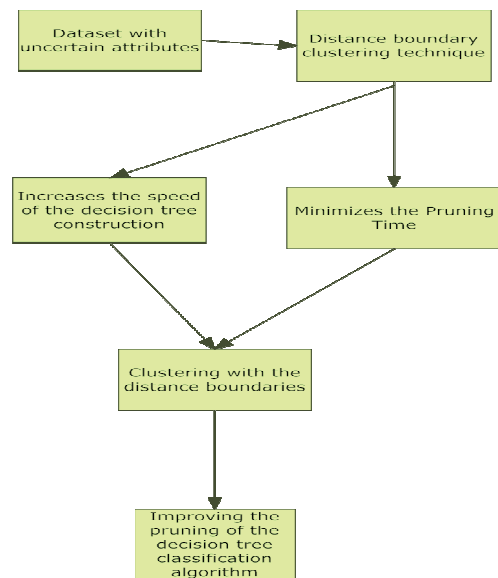 Dataset with
uncertain attributes
Distance boundary
clustering technique
Increases the speed
of the decision tree
construction
Minimizes the Pruning
Time
Clustering with the
distance boundaries
Improving the
pruning of the
decision tree
classification
algorithm